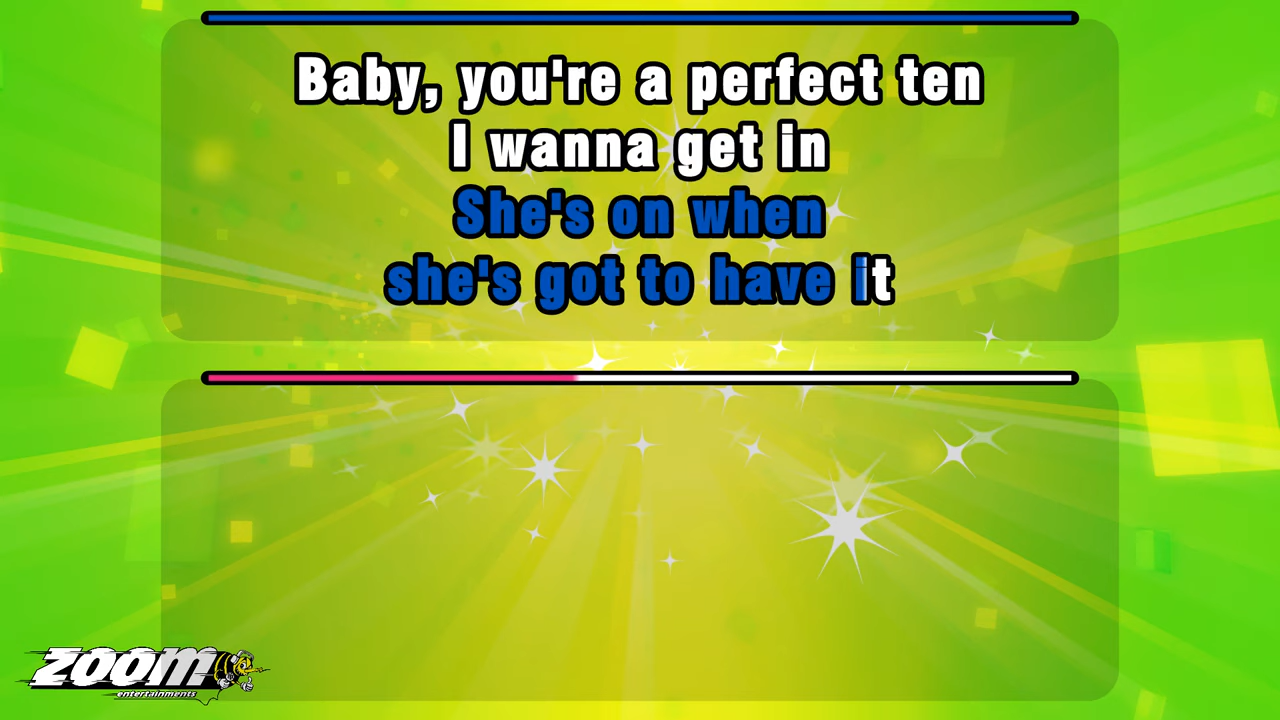 Baby, you're a perfect ten
I wanna get in
She's on when
she's got to have it
zoom
entertainments